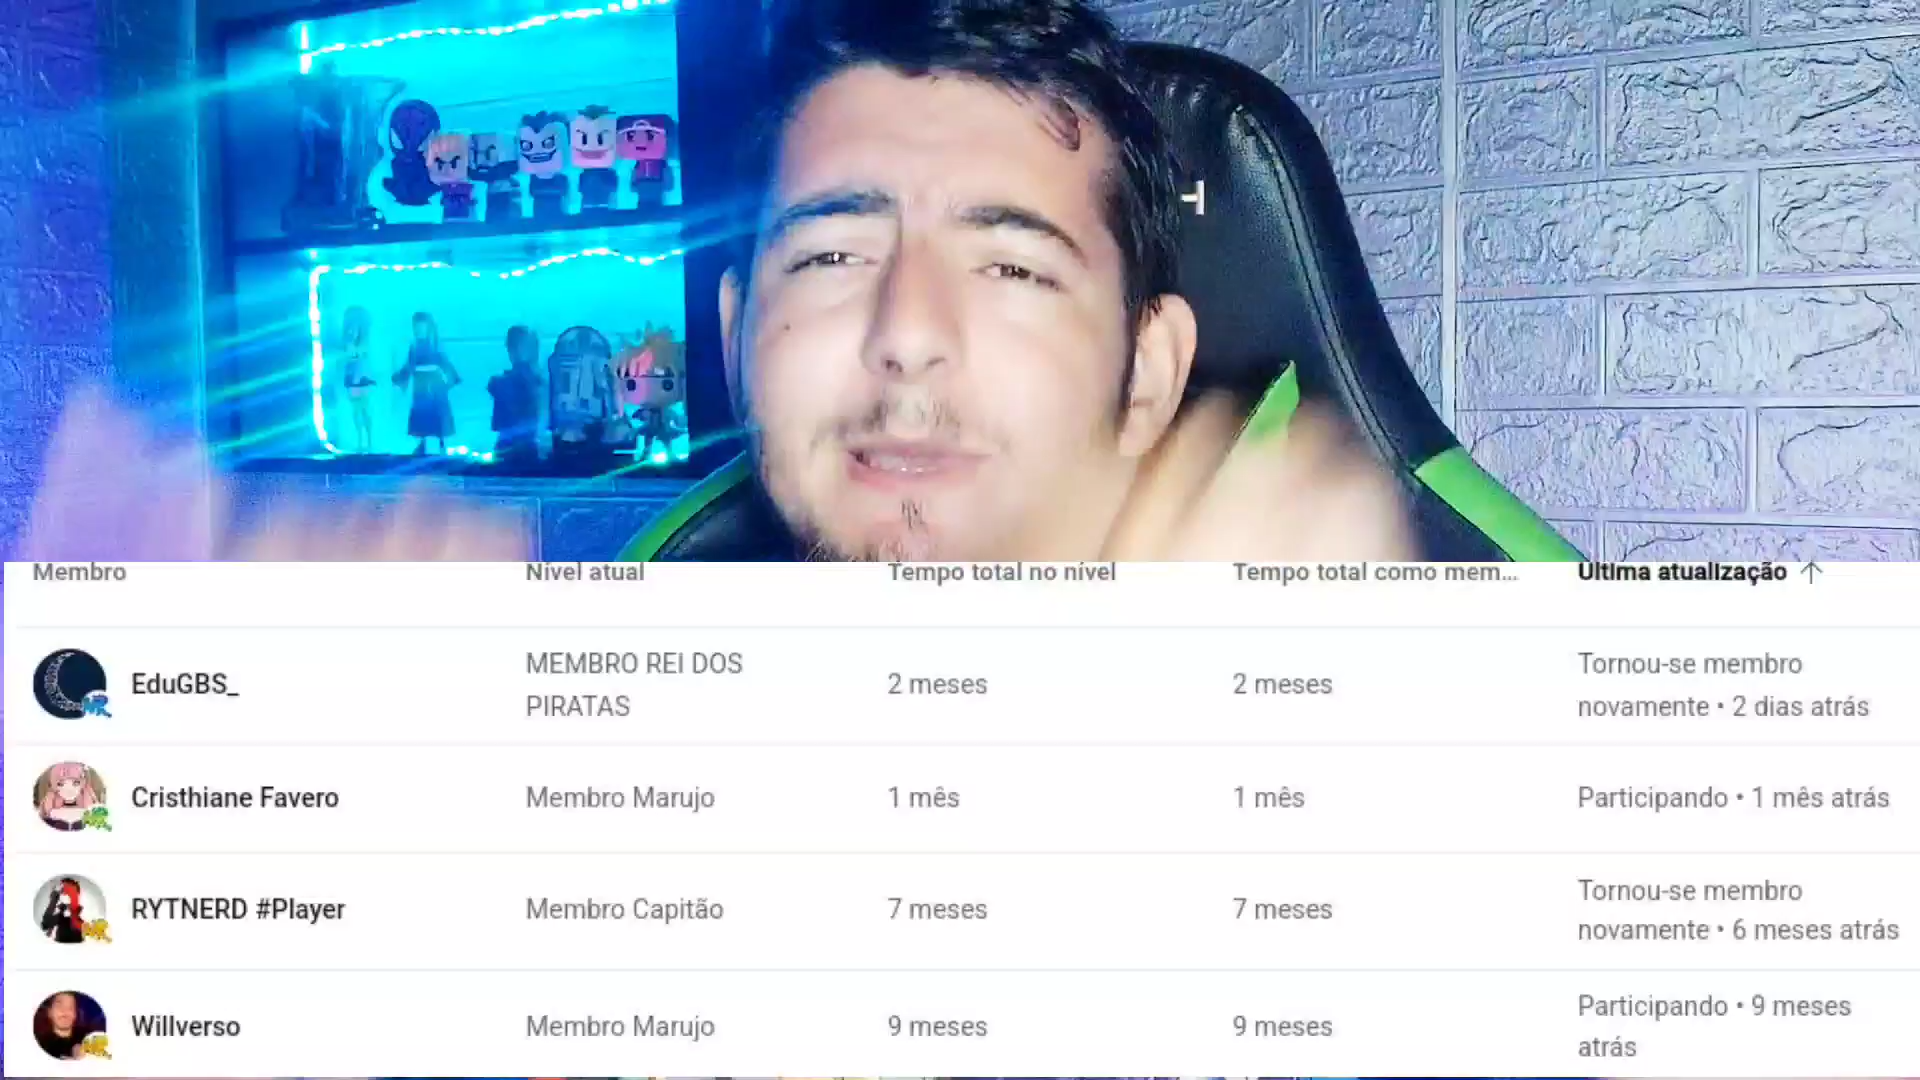 Membro Nível atual Tempo total no nível Tempo total como mem... Última atualização ↑
EduGBS_
MEMBRO REI DOS
PIRATAS
2 meses
2 meses
Tornou-se membro
novamente • 2 dias atrás
Cristhiane Favero
Membro Marujo
1 mês
1 mês
Participando • 1 mês atrás
RYTNERD #Player
Membro Capitão
7 meses
7 meses
Tornou-se membro
novamente • 6 meses atrás
Willverso
Membro Marujo
9 meses
9 meses
Participando • 9 meses
atrás